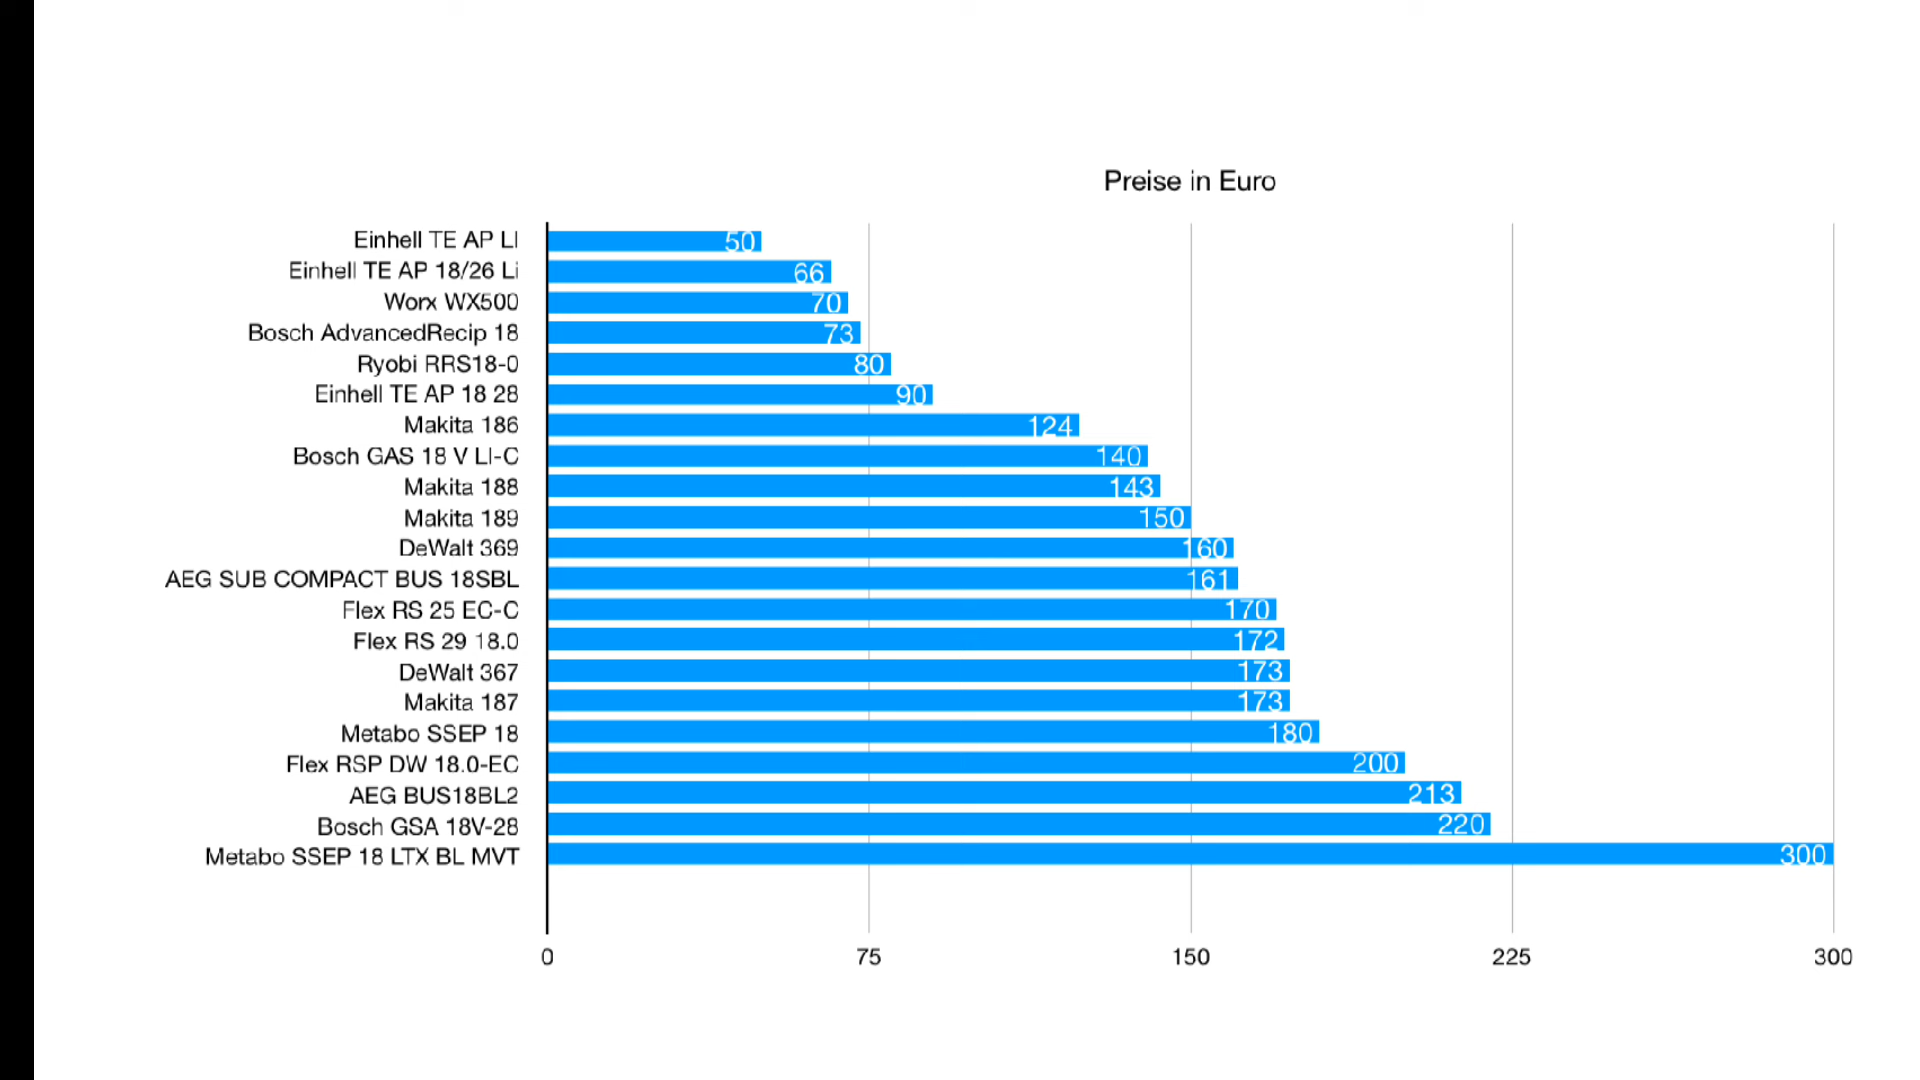 Preise in Euro
Einhell TE AP LI 50
Einhell TE AP 18/26 Li 66
Worx WX500 70
Bosch AdvancedRecip 18 73
Ryobi RRS18-0 80
Einhell TE AP 18 28 90
Makita 186 124
Bosch GAS 18 V LI-C 140
Makita 188 143
Makita 189 150
DeWalt 369 160
AEG SUB COMPACT BUS 18SBL 161
Flex RS 25 EC-C 170
Flex RS 29 18.0 172
DeWalt 367 173
Makita 187 173
Metabo SSEP 18 180
Flex RSP DW 18.0-EC 200
AEG BUS18BL2 213
Bosch GSA 18V-28 220
Metabo SSEP 18 LTX BL MVT 300
0 75 150 225 300